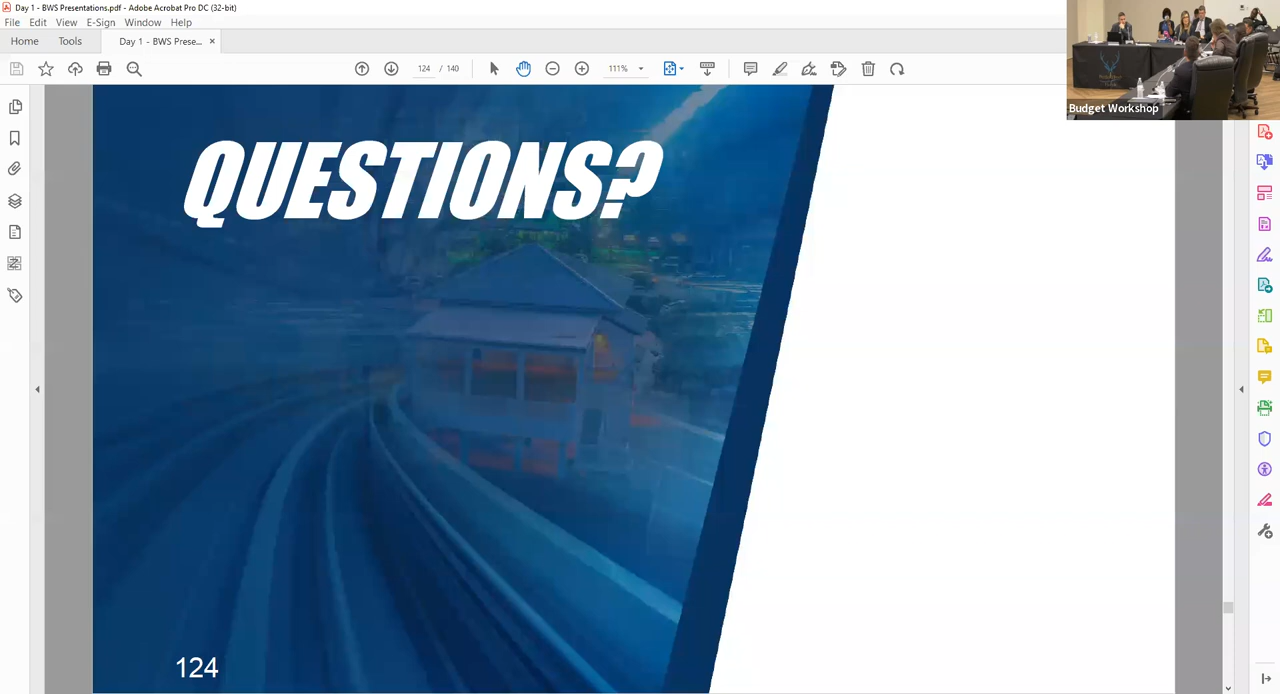 Day 1 - BWS Presentations.pdf - Adobe Acrobat Pro DC (32-bit)
File Edit View E-Sign Window Help
Home Tools Day 1 - BWS Prese... ×
124 / 140 111%
Budget Workshop
QUESTIONS?
124